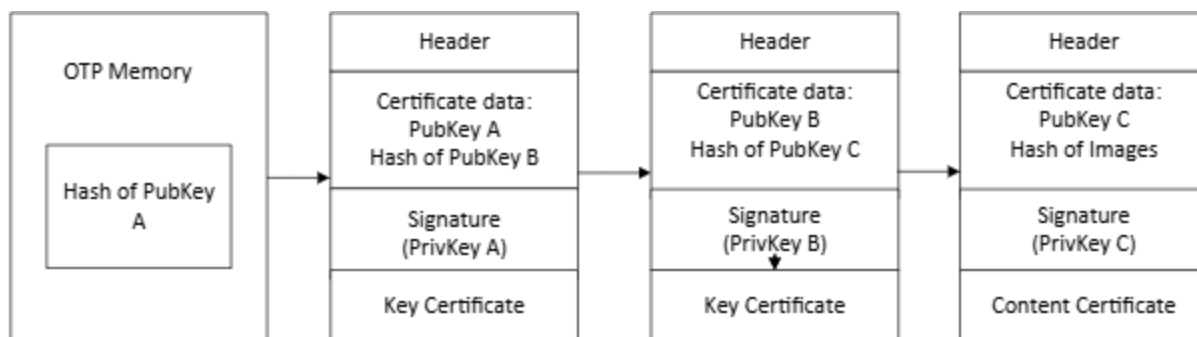 OTP Memory
Hash of PubKey
A
Header
Certificate data:
PubKey A
Hash of PubKey B
Signature
(PrivKey A)
Key Certificate
Header
Certificate data:
PubKey B
Hash of PubKey C
Signature
(PrivKey B)
Key Certificate
Header
Certificate data:
PubKey C
Hash of Images
Signature
(PrivKey C)
Content Certificate